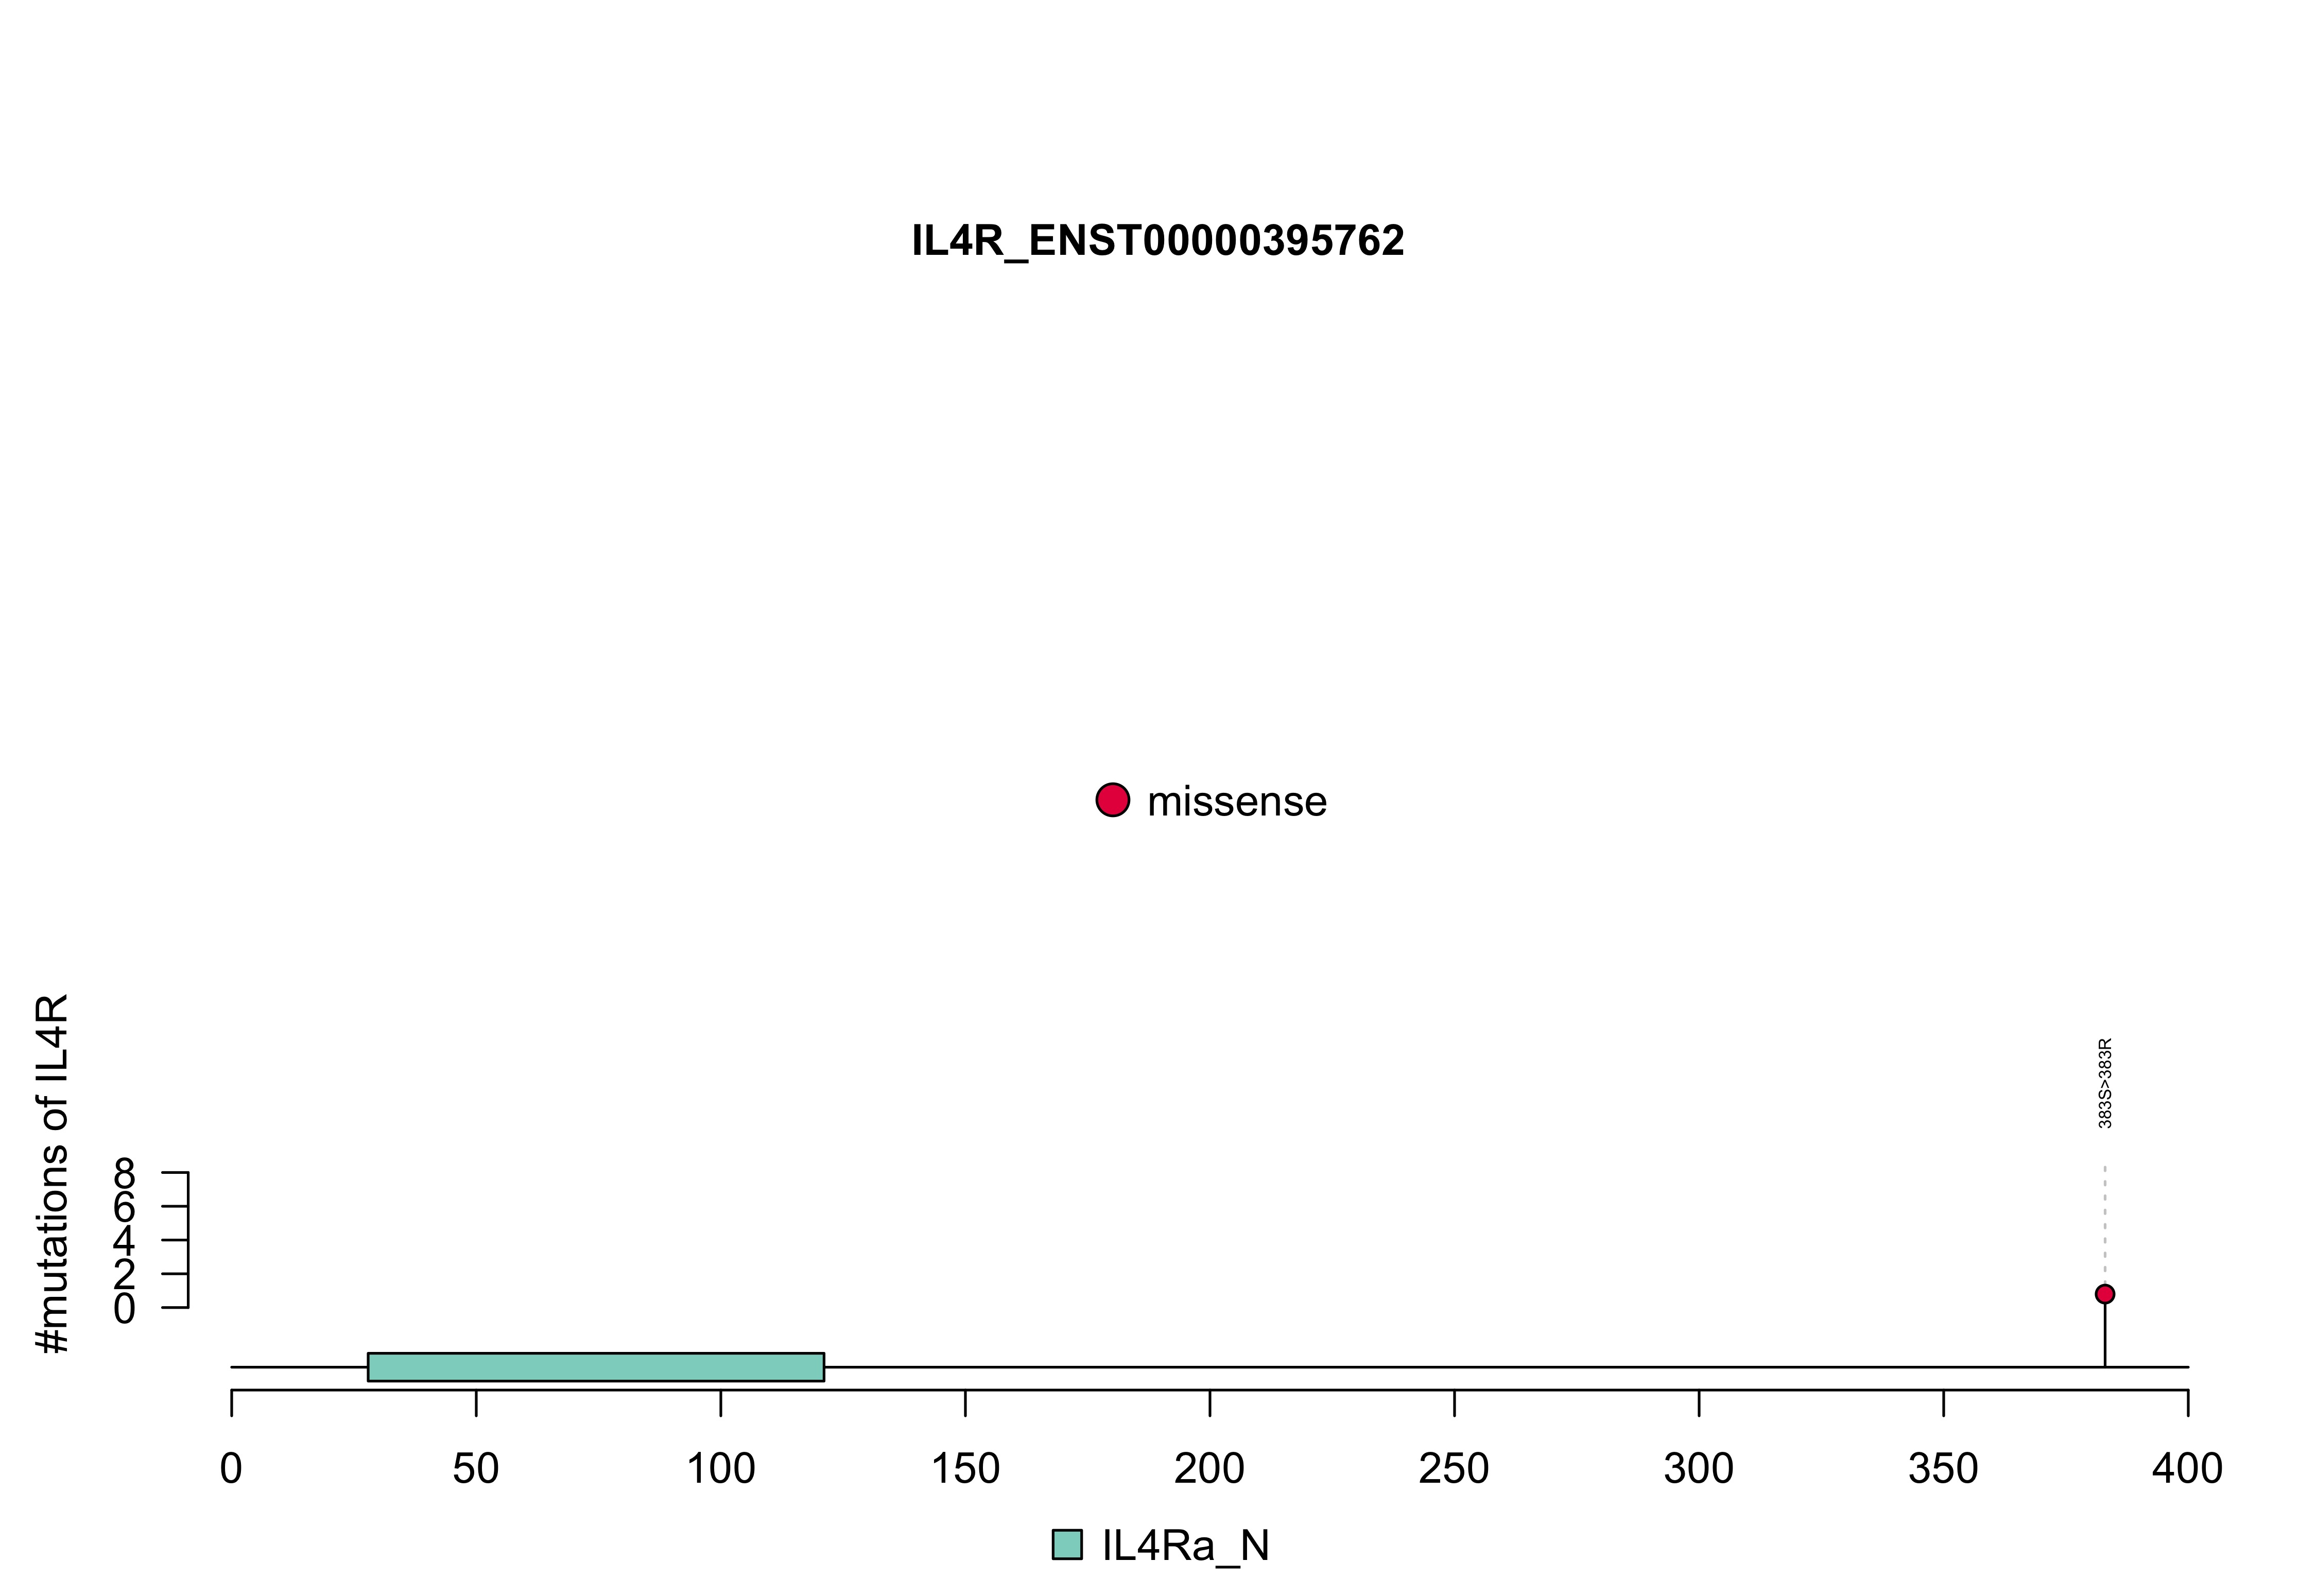 IL4R_ENST00000395762
missense
#mutations of IL4R
383S>383R
8
6
4
2
0
0 50 100 150 200 250 300 350 400
IL4Ra_N